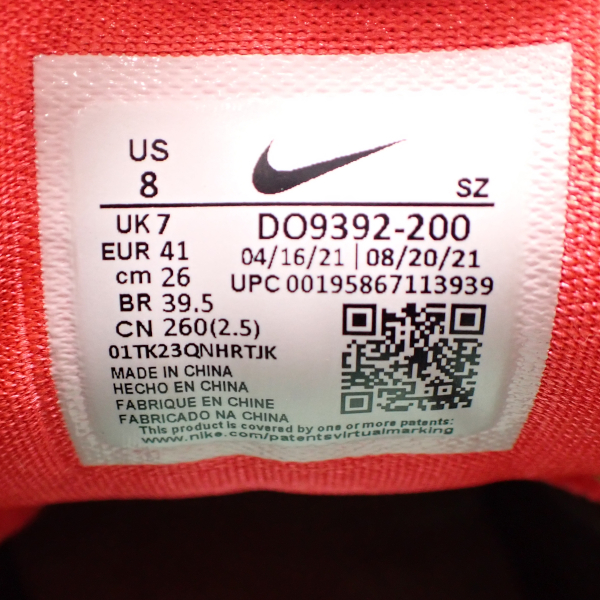 US
8
SZ
UK 7
EUR 41
cm 26
BR 39.5
CN 260(2.5)
01TK23QNHRTJK
DO9392-200
04/16/21 | 08/20/21
UPC 00195867113939
MADE IN CHINA
HECHO EN CHINA
FABRIQUE EN CHINE
FABRICADO NA CHINA
This product is covered by one or more patents:
www.nike.com/patentsvirtualmarking